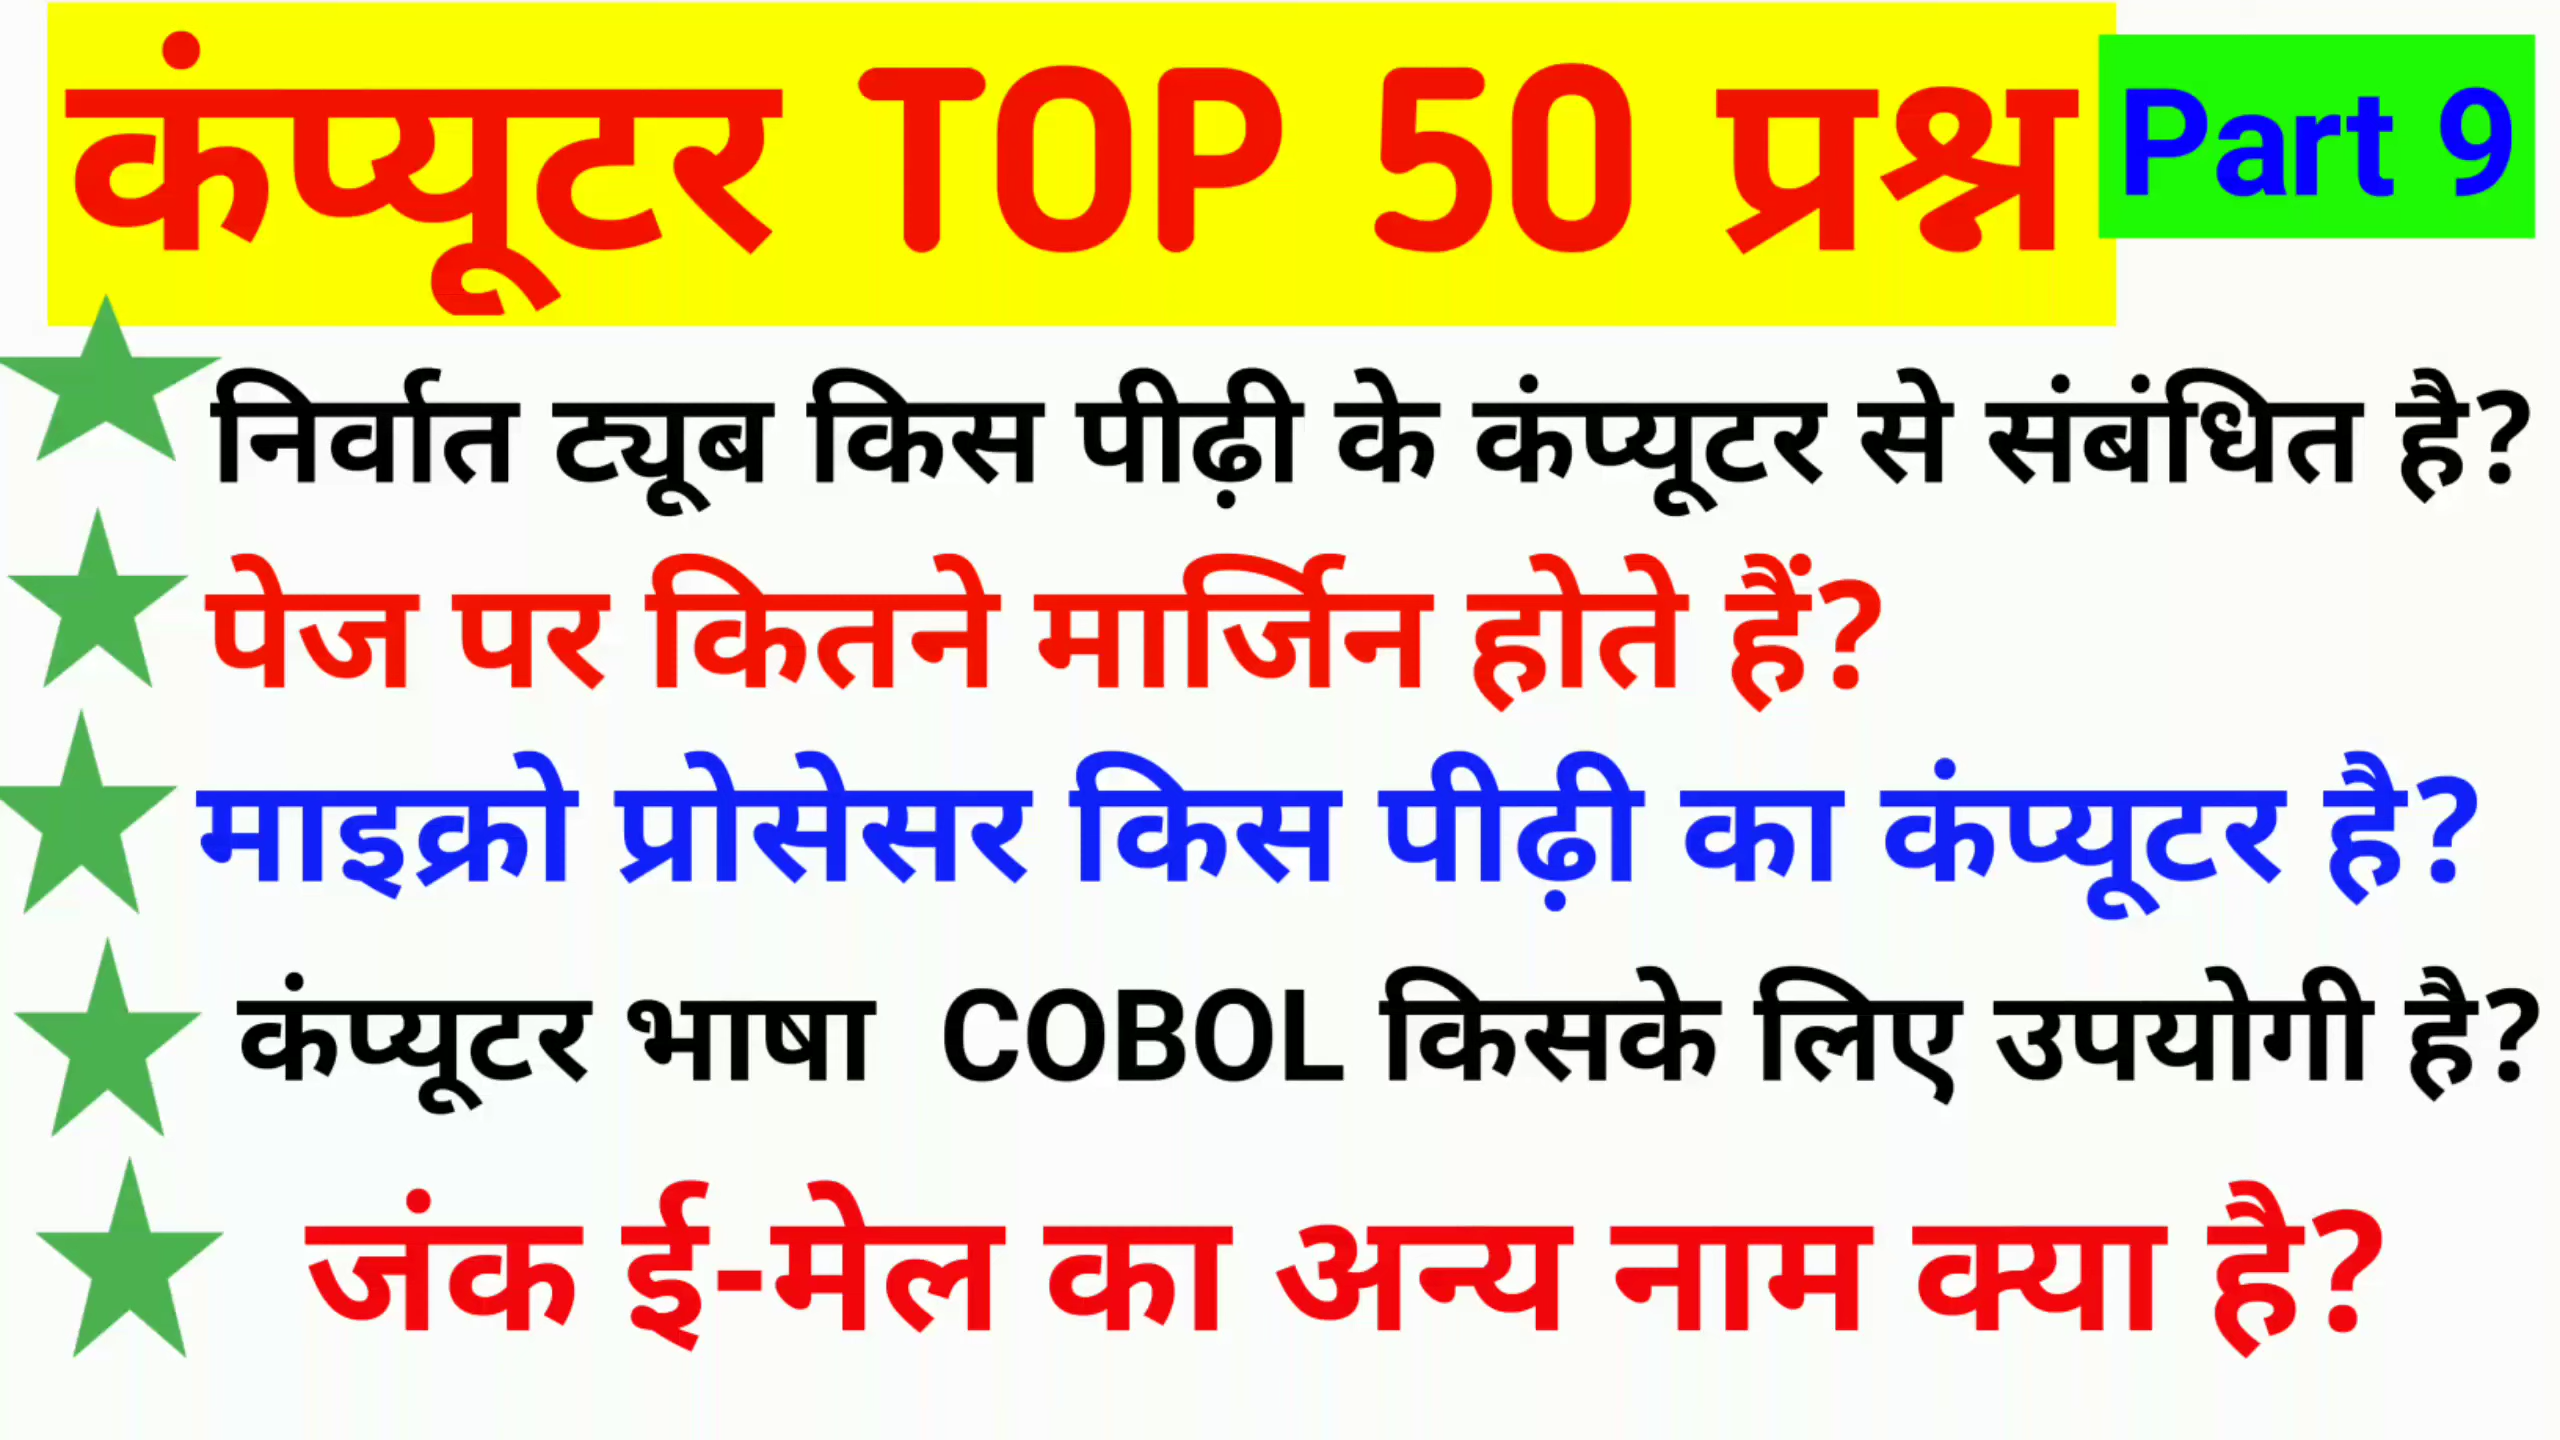 कंप्यूटर TOP 50 प्रश्न Part 9
निर्वात ट्यूब किस पीढ़ी के कंप्यूटर से संबंधित है?
पेज पर कितने मार्जिन होते हैं?
माइक्रो प्रोसेसर किस पीढ़ी का कंप्यूटर है?
कंप्यूटर भाषा COBOL किसके लिए उपयोगी है?
जंक ई-मेल का अन्य नाम क्या है?